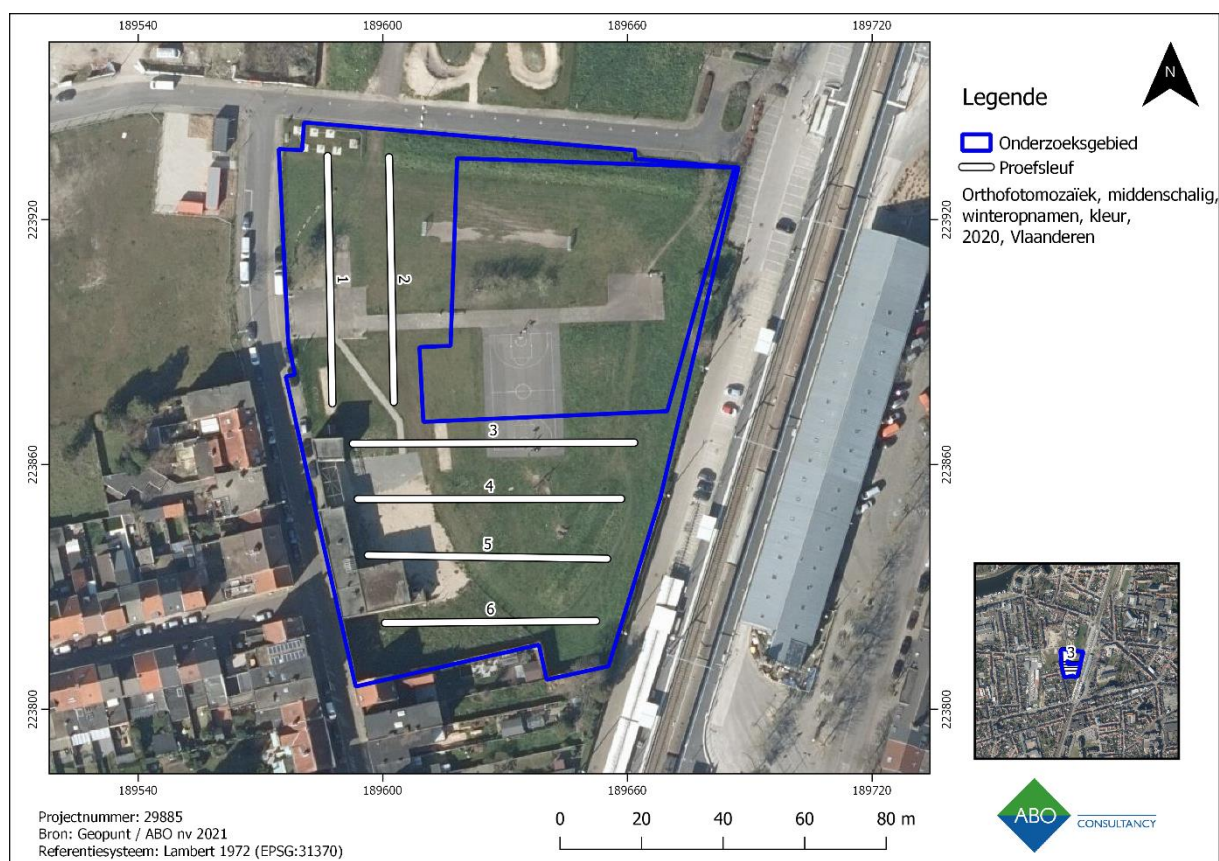 189540 189600 189660 189720
N
Legende
Onderzoeksgebied
Proefsleuf
Orthofotomozaïek, middenschalig,
winteropnamen, kleur,
2020, Vlaanderen
223920 223920
1 2
3
223860 223860
4
5
6
3
223800 223800
189540 189600 189660 189720
Projectnummer: 29885
Bron: Geopunt / ABO nv 2021
Referentiesysteem: Lambert 1972 (EPSG:31370)
0 20 40 60 80 m
ABO CONSULTANCY